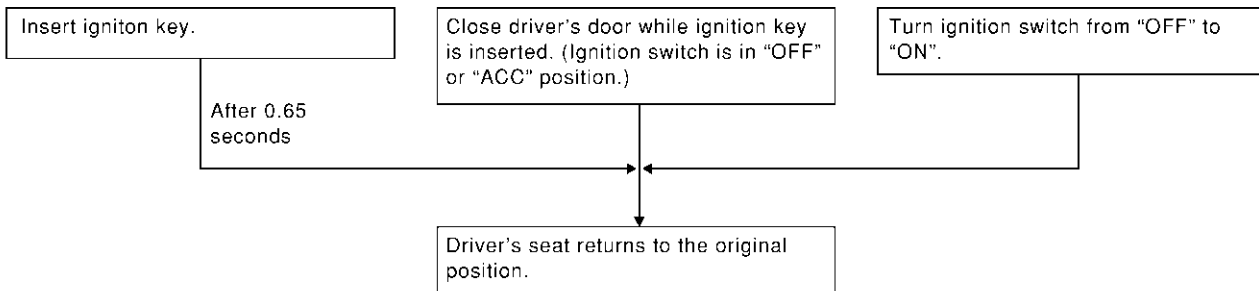 Insert igniton key.
Close driver's door while ignition key
is inserted. (Ignition switch is in “OFF”
or “ACC” position.)
Turn ignition switch from “OFF” to
“ON”.
After 0.65
seconds
Driver's seat returns to the original
position.